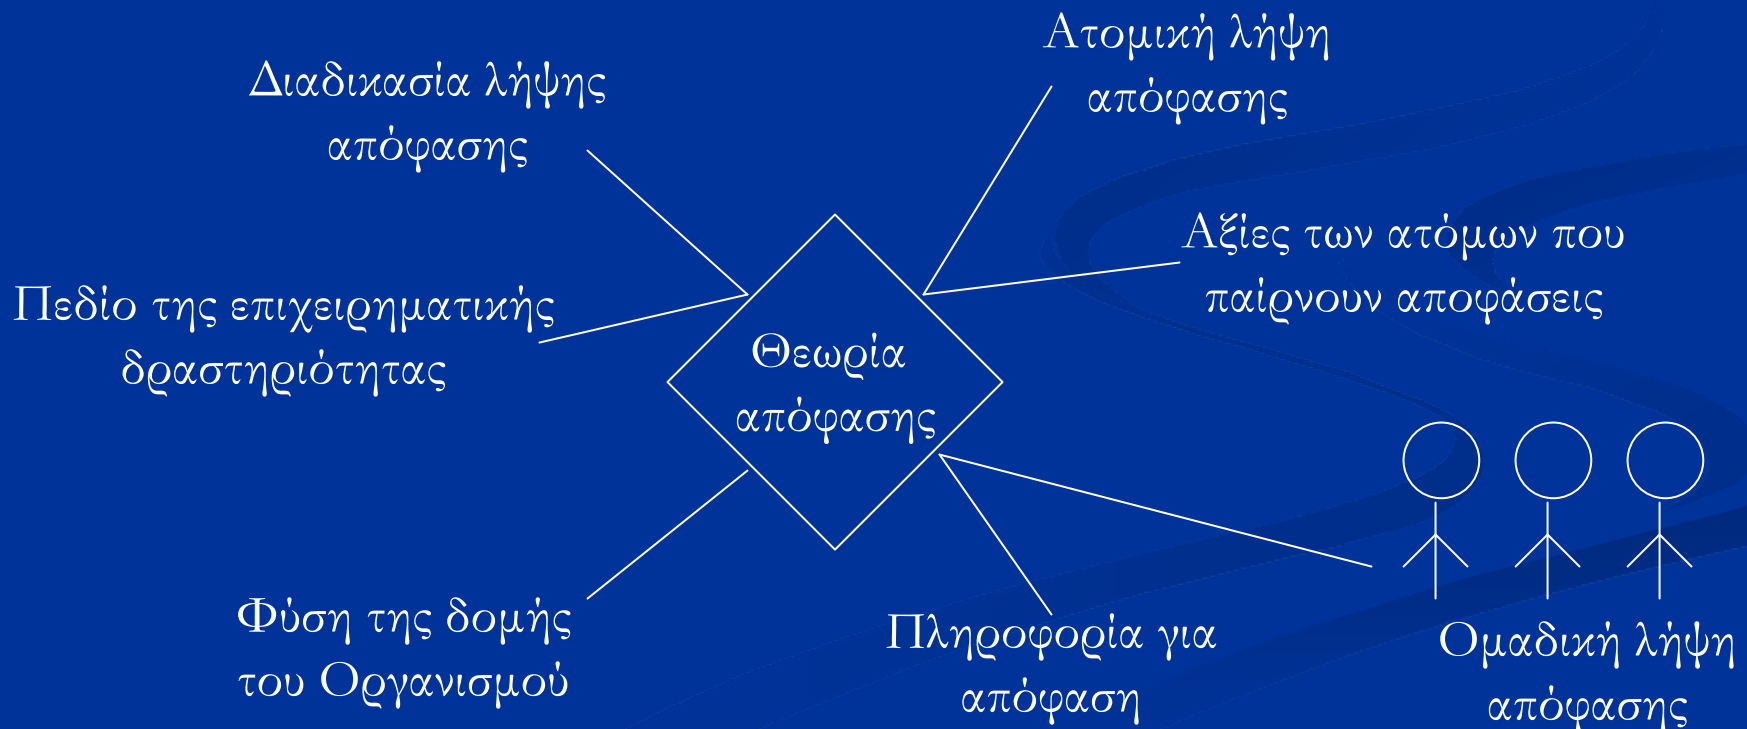 Διαδικασία λήψης
απόφασης
Ατομική λήψη
απόφασης
Πεδίο της επιχειρηματικής
δραστηριότητας
Αξίες των ατόμων που
παίρνουν αποφάσεις
Θεωρία
απόφασης
Φύση της δομής
του Οργανισμού
Πληροφορία για
απόφαση
Ομαδική λήψη
απόφασης